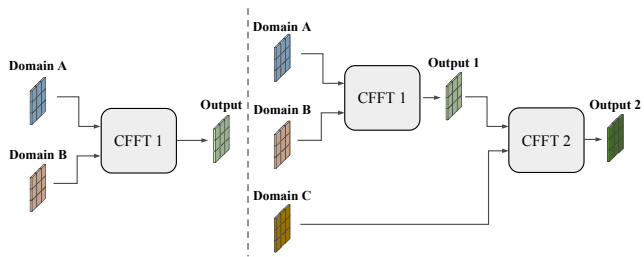 Domain A
Domain B
CFFT 1
Output
Domain A
Domain B
CFFT 1
Output 1
Domain C
CFFT 2
Output 2